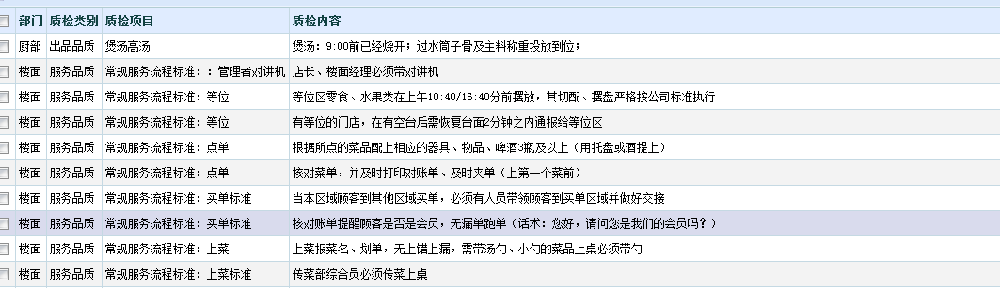 部门 质检类别 质检项目 质检内容
厨部 出品品质 煲汤高汤 煲汤：9:00前已经烧开；过水筒子骨及主料称重投放到位；
楼面 服务品质 常规服务流程标准：：管理者对讲机 店长、楼面经理必须带对讲机
楼面 服务品质 常规服务流程标准：等位 等位区零食、水果类在上午10:40/16:40分前摆放，其切配、摆盘严格按公司标准执行
楼面 服务品质 常规服务流程标准：等位 有等位的门店，在有空台后需恢复台面2分钟之内通报给等位区
楼面 服务品质 常规服务流程标准：点单 根据所点的菜品配上相应的器具、物品、啤酒3瓶及以上（用托盘或酒提上）
楼面 服务品质 常规服务流程标准：点单 核对菜单，并及时打印对账单、及时夹单（上第一个菜前）
楼面 服务品质 常规服务流程标准：买单标准 当本区域顾客到其他区域买单，必须有人员带领顾客到买单区域并做好交接
楼面 服务品质 常规服务流程标准：买单标准 核对账单提醒顾客是否是会员，无漏单跑单（话术：您好，请问您是我们的会员吗？）
楼面 服务品质 常规服务流程标准：上菜 上菜报菜名、划单，无上错上漏，需带汤勺、小勺的菜品上桌必须带勺
楼面 服务品质 常规服务流程标准：上菜标准 传菜部综合员必须传菜上桌